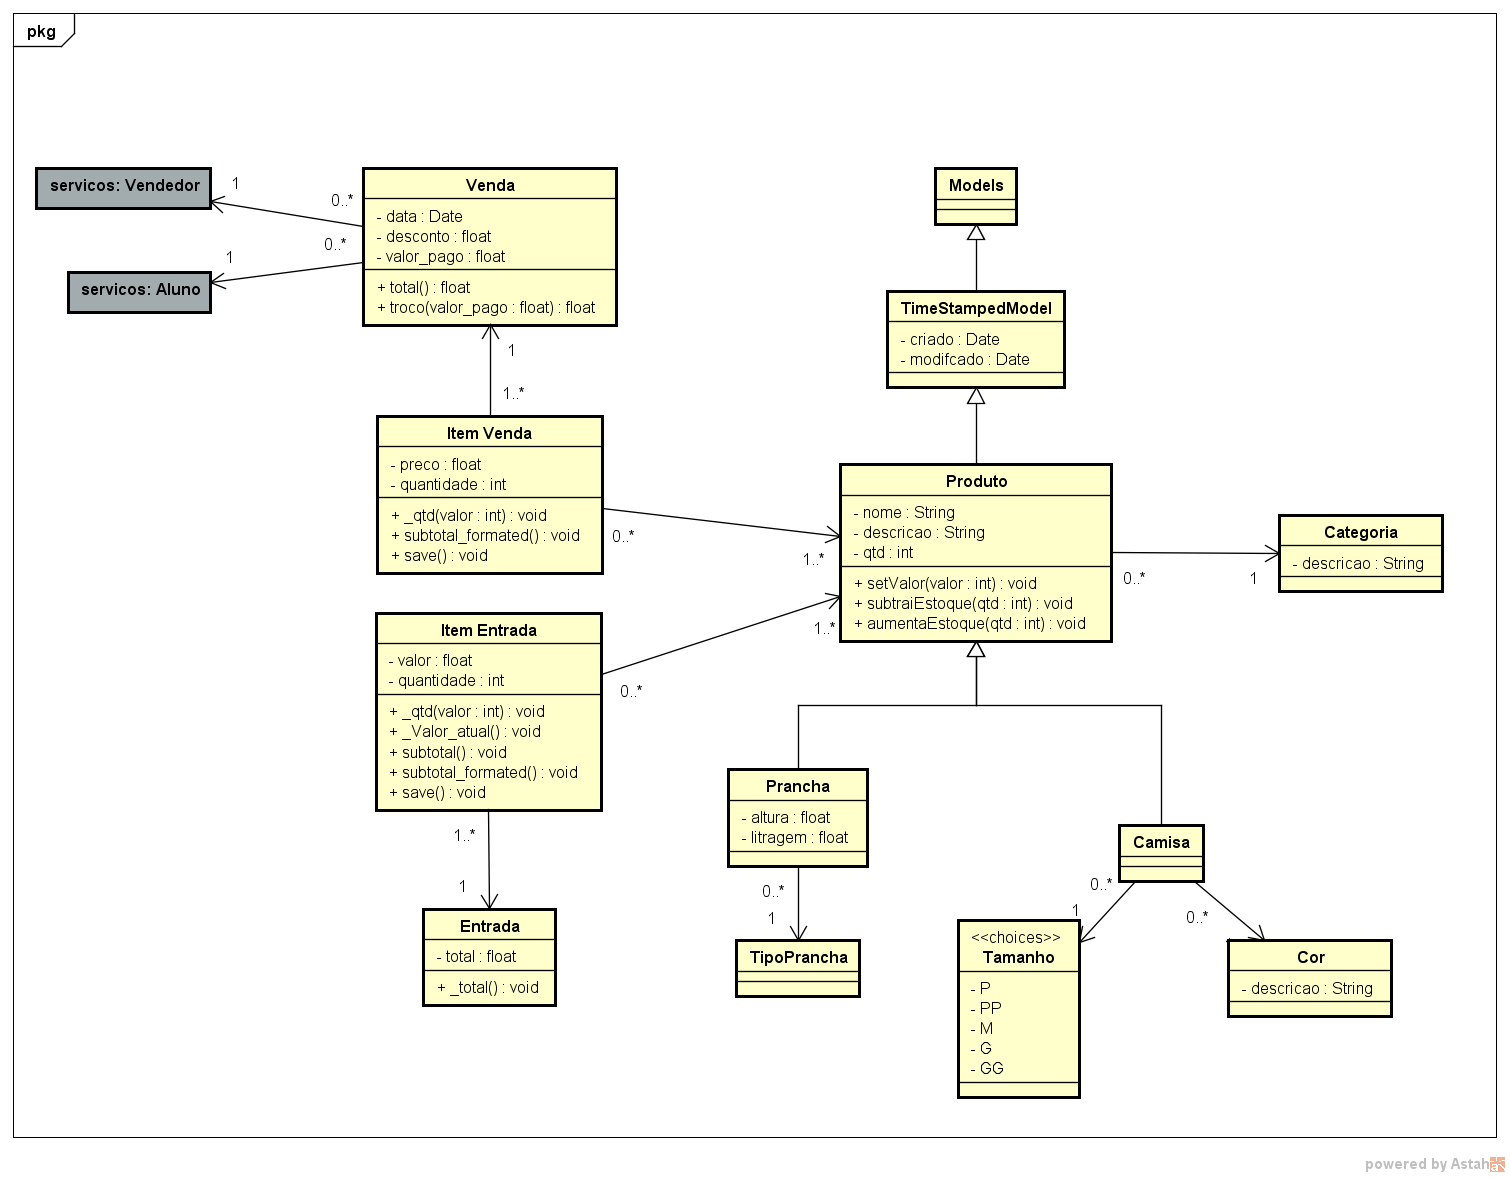 pkg
servicos: Vendedor
1
0..*
servicos: Aluno
1
0..*
Venda
- data : Date
- desconto : float
- valor_pago : float
+ total() : float
+ troco(valor_pago : float) : float
1
1..*
Item Venda
- preco : float
- quantidade : int
+ _qtd(valor : int) : void
+ subtotal_formated() : void
+ save() : void
0..*
1..*
Item Entrada
- valor : float
- quantidade : int
+ _qtd(valor : int) : void
+ _Valor_atual() : void
+ subtotal() : void
+ subtotal_formated() : void
+ save() : void
0..*
1..*
1..*
1
Entrada
- total : float
+ _total() : void
Models
TimeStampedModel
- criado : Date
- modifcado : Date
Produto
- nome : String
- descricao : String
- qtd : int
+ setValor(valor : int) : void
+ subtraiEstoque(qtd : int) : void
+ aumentaEstoque(qtd : int) : void
0..*
1
Categoria
- descricao : String
Prancha
- altura : float
- litragem : float
0..*
1
TipoPrancha
Camisa
0..*
1
0..*
<<choices>>
Tamanho
- P
- PP
- M
- G
- GG
Cor
- descricao : String
powered by Astah